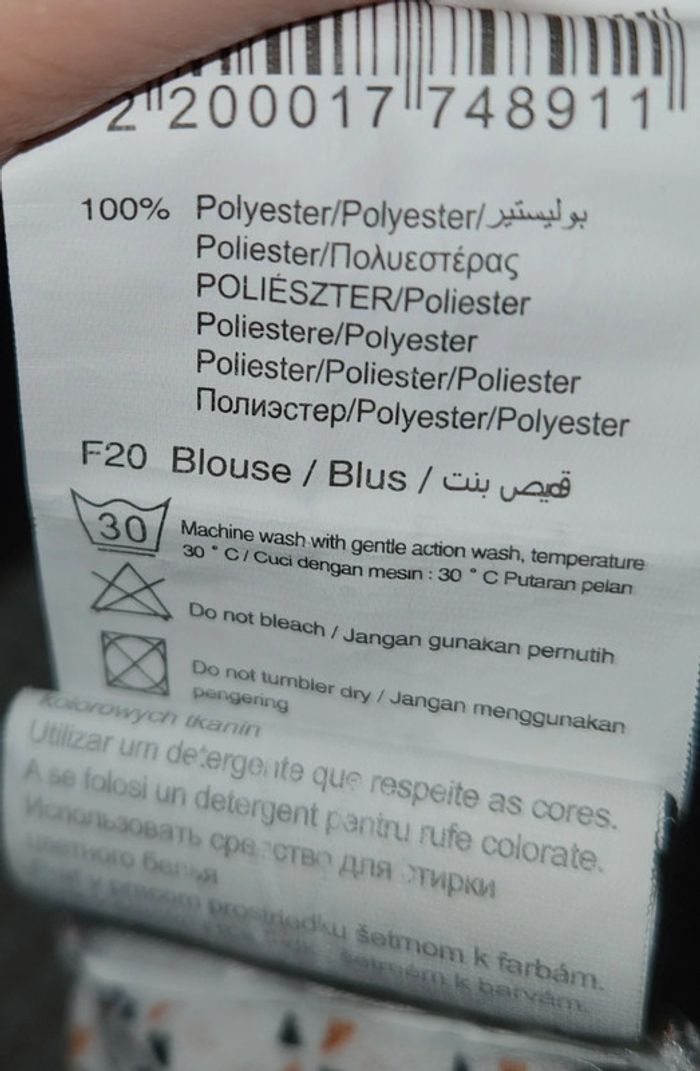 2 200017 748911
100% Polyester/Polyester/بوليستير
Poliester/Πολυεστέρας
POLIÉSZTER/Poliester
Poliestere/Polyester
Poliester/Poliester/Poliester
Полиэстер/Polyester/Polyester
F20 Blouse / Blus / قميص بنت
30 Machine wash with gentle action wash, temperature
30 ° C / Cuci dengan mesin : 30 ° C Putaran pelan
Do not bleach / Jangan gunakan pemutih
Do not tumbler dry / Jangan menggunakan
pengering
kolorowych tkanin
Utilizar um detergente que respeite as cores.
A se folosi un detergent pentru rufe colorate.
Использовать средство для стирки
цветного белья
v pracom prostriedku šetrnom k farbám.
šetrném k barvám.